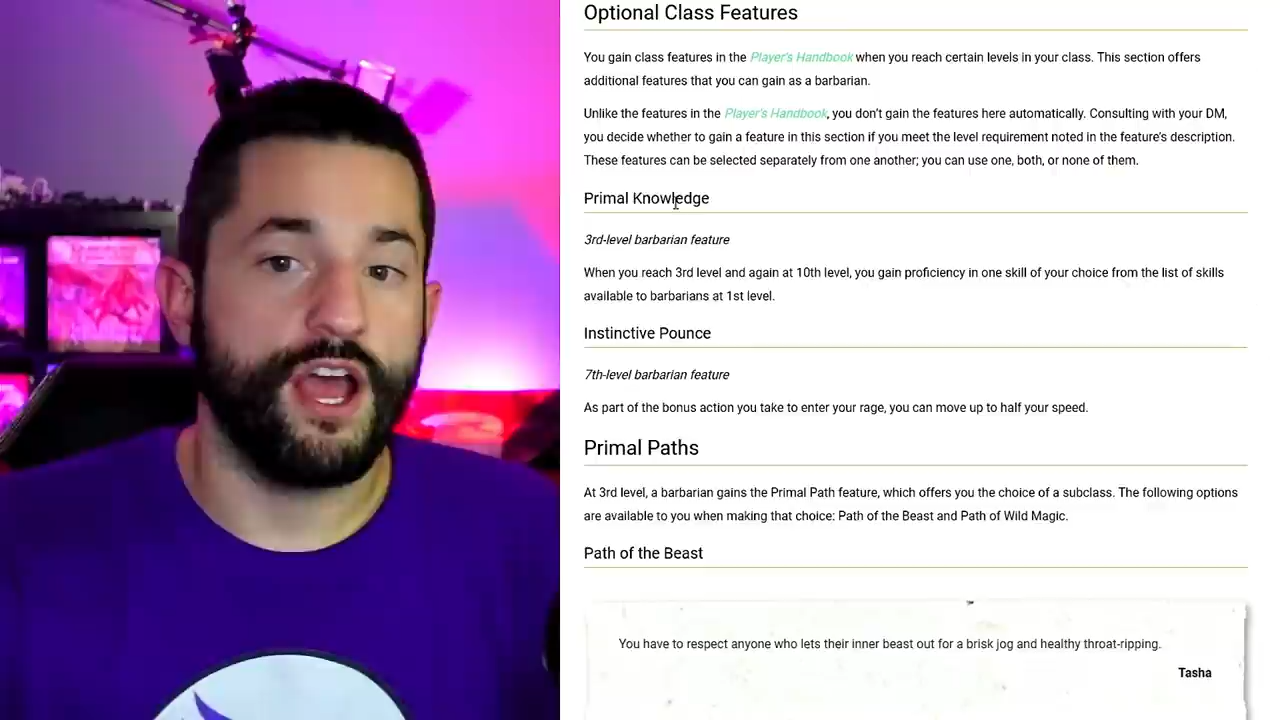 Optional Class Features
You gain class features in the Player's Handbook when you reach certain levels in your class. This section offers
additional features that you can gain as a barbarian.
Unlike the features in the Player's Handbook, you don't gain the features here automatically. Consulting with your DM,
you decide whether to gain a feature in this section if you meet the level requirement noted in the feature's description.
These features can be selected separately from one another; you can use one, both, or none of them.
Primal Knowledge
3rd-level barbarian feature
When you reach 3rd level and again at 10th level, you gain proficiency in one skill of your choice from the list of skills
available to barbarians at 1st level.
Instinctive Pounce
7th-level barbarian feature
As part of the bonus action you take to enter your rage, you can move up to half your speed.
Primal Paths
At 3rd level, a barbarian gains the Primal Path feature, which offers you the choice of a subclass. The following options
are available to you when making that choice: Path of the Beast and Path of Wild Magic.
Path of the Beast
You have to respect anyone who lets their inner beast out for a brisk jog and healthy throat-ripping.
Tasha